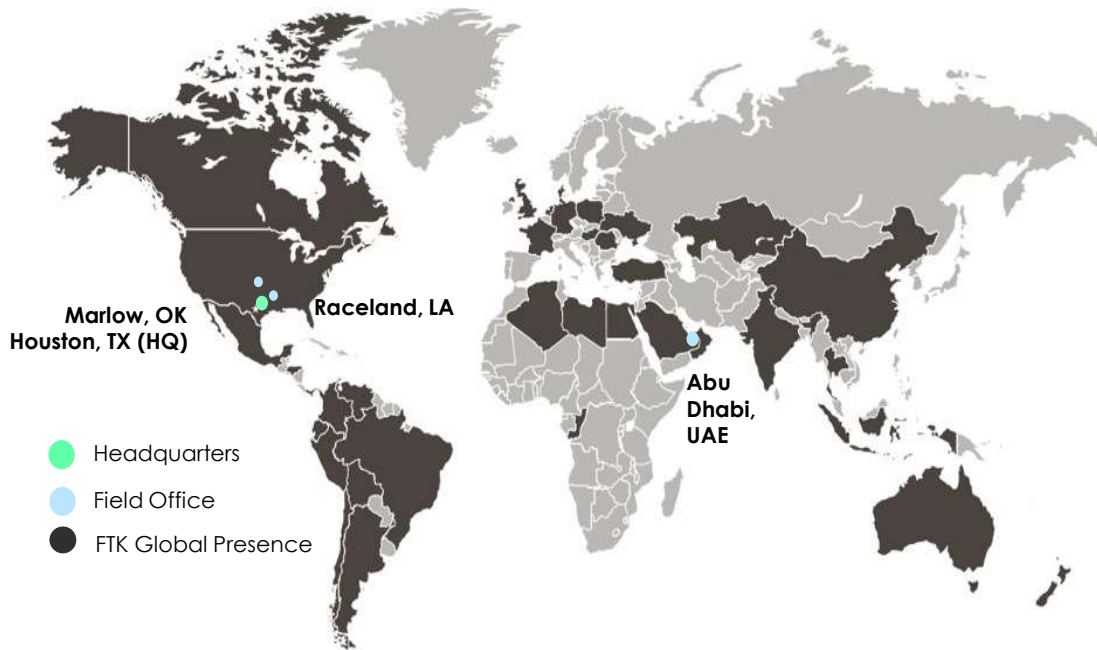 Marlow, OK
Houston, TX (HQ)
Raceland, LA
Abu
Dhabi,
UAE
Headquarters
Field Office
FTK Global Presence